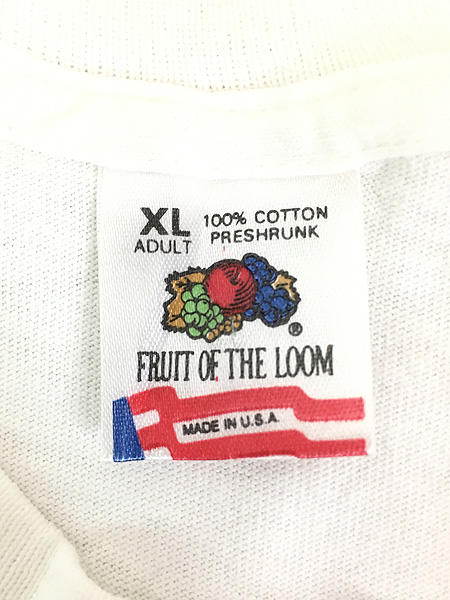 XL 100% COTTON
ADULT PRESHRUNK
®
FRUIT OF THE LOOM
MADE IN U.S.A.